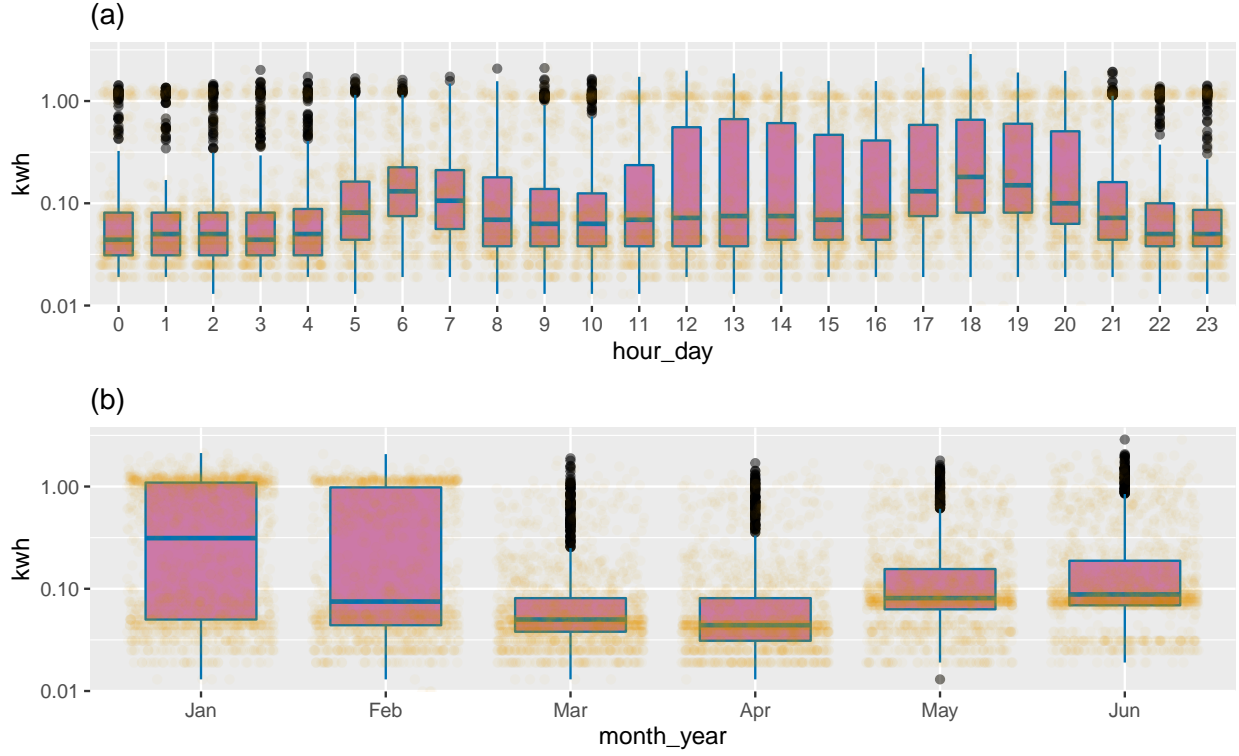 (a)
kwh
1.00
0.10
0.01
0 1 2 3 4 5 6 7 8 9 10 11 12 13 14 15 16 17 18 19 20 21 22 23
hour_day
(b)
kwh
1.00
0.10
0.01
Jan Feb Mar Apr May Jun
month_year